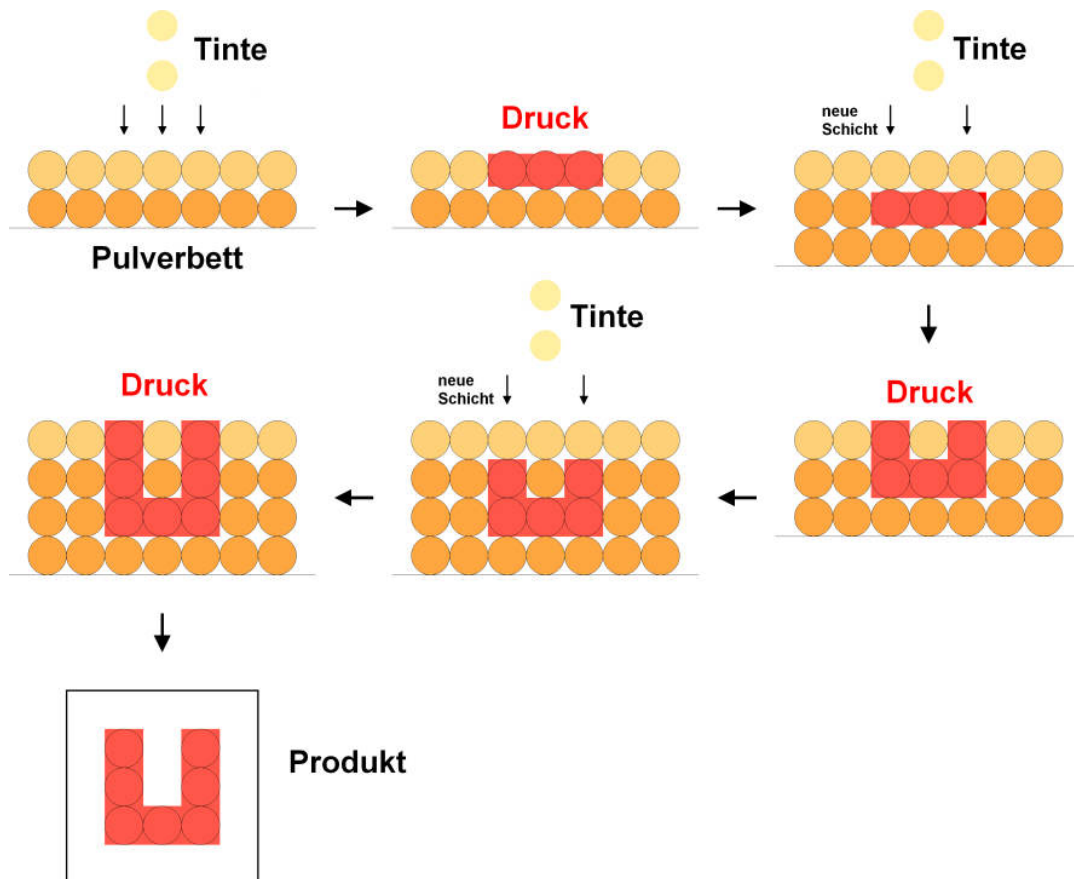 Tinte
Pulverbett
Druck
Tinte
neue
Schicht
Druck
Tinte
neue
Schicht
Druck
Produkt